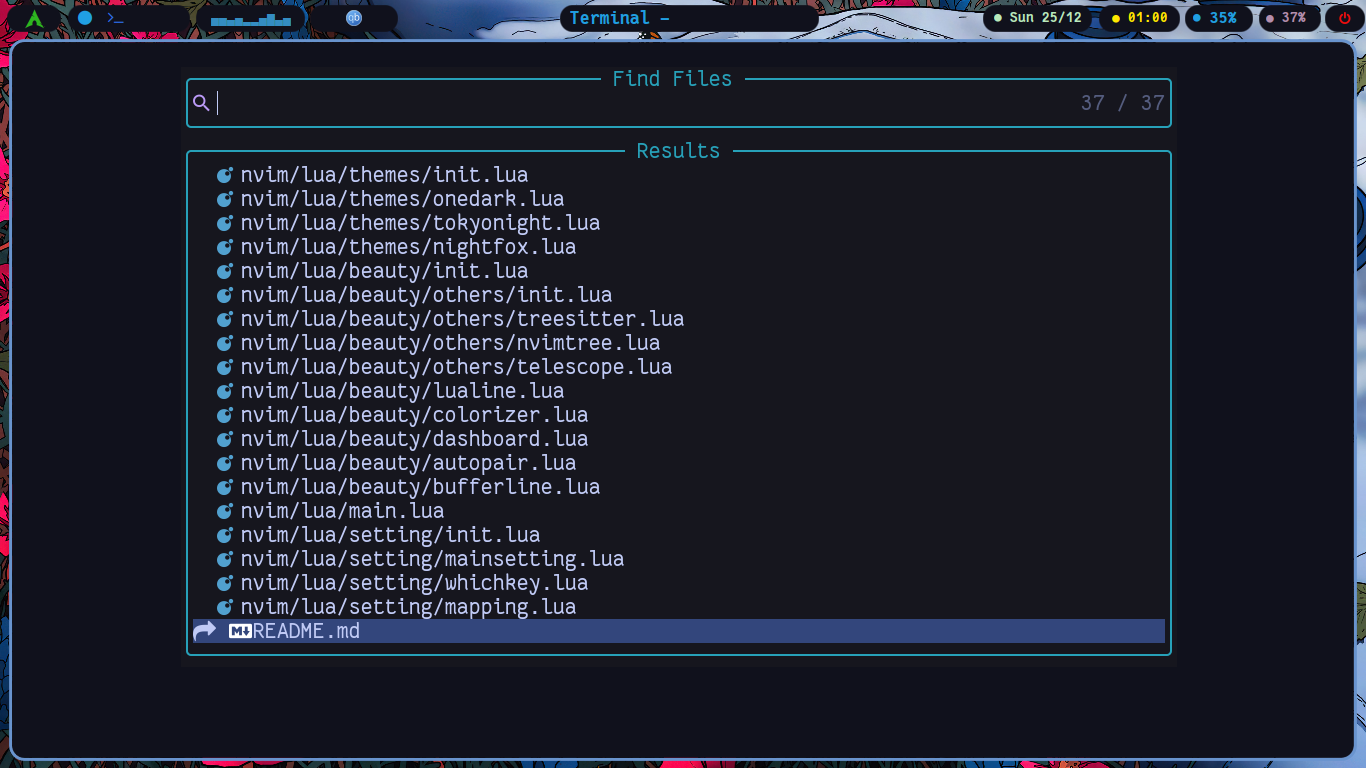 Terminal –
Sun 25/12
01:00
35%
37%
Find Files
37 / 37
Results
nvim/lua/themes/init.lua
nvim/lua/themes/onedark.lua
nvim/lua/themes/tokyonight.lua
nvim/lua/themes/nightfox.lua
nvim/lua/beauty/init.lua
nvim/lua/beauty/others/init.lua
nvim/lua/beauty/others/treesitter.lua
nvim/lua/beauty/others/nvimtree.lua
nvim/lua/beauty/others/telescope.lua
nvim/lua/beauty/lualine.lua
nvim/lua/beauty/colorizer.lua
nvim/lua/beauty/dashboard.lua
nvim/lua/beauty/autopair.lua
nvim/lua/beauty/bufferline.lua
nvim/lua/main.lua
nvim/lua/setting/init.lua
nvim/lua/setting/mainsetting.lua
nvim/lua/setting/whichkey.lua
nvim/lua/setting/mapping.lua
README.md